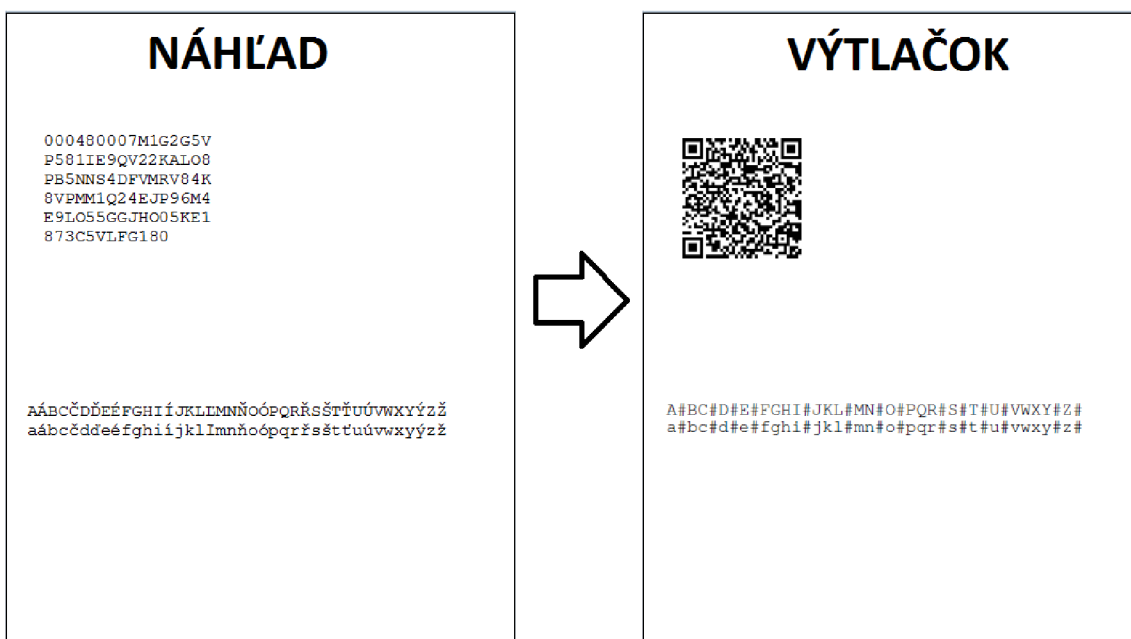 NÁHĽAD
000480007M1G2G5V
P581IE9QV22KALO8
PB5NNS4DFVMRV84K
8VPMM1Q24EJP96M4
E9LO55GGJHO05KE1
873C5VLFG180
AÁBCČDĎEÉFGHIÍJKLĽMNŇOÓPQRŘSŠTŤUÚVWXYÝZŽ
aábcčdďeéfghiíjklľmnňoópqrřsštťuúvwxyýzž
VÝTLAČOK
A#BC#D#E#FGHI#JKL#MN#O#PQR#S#T#U#VWXY#Z#
a#bc#d#e#fghi#jkl#mn#o#pqr#s#t#u#vwxy#z#